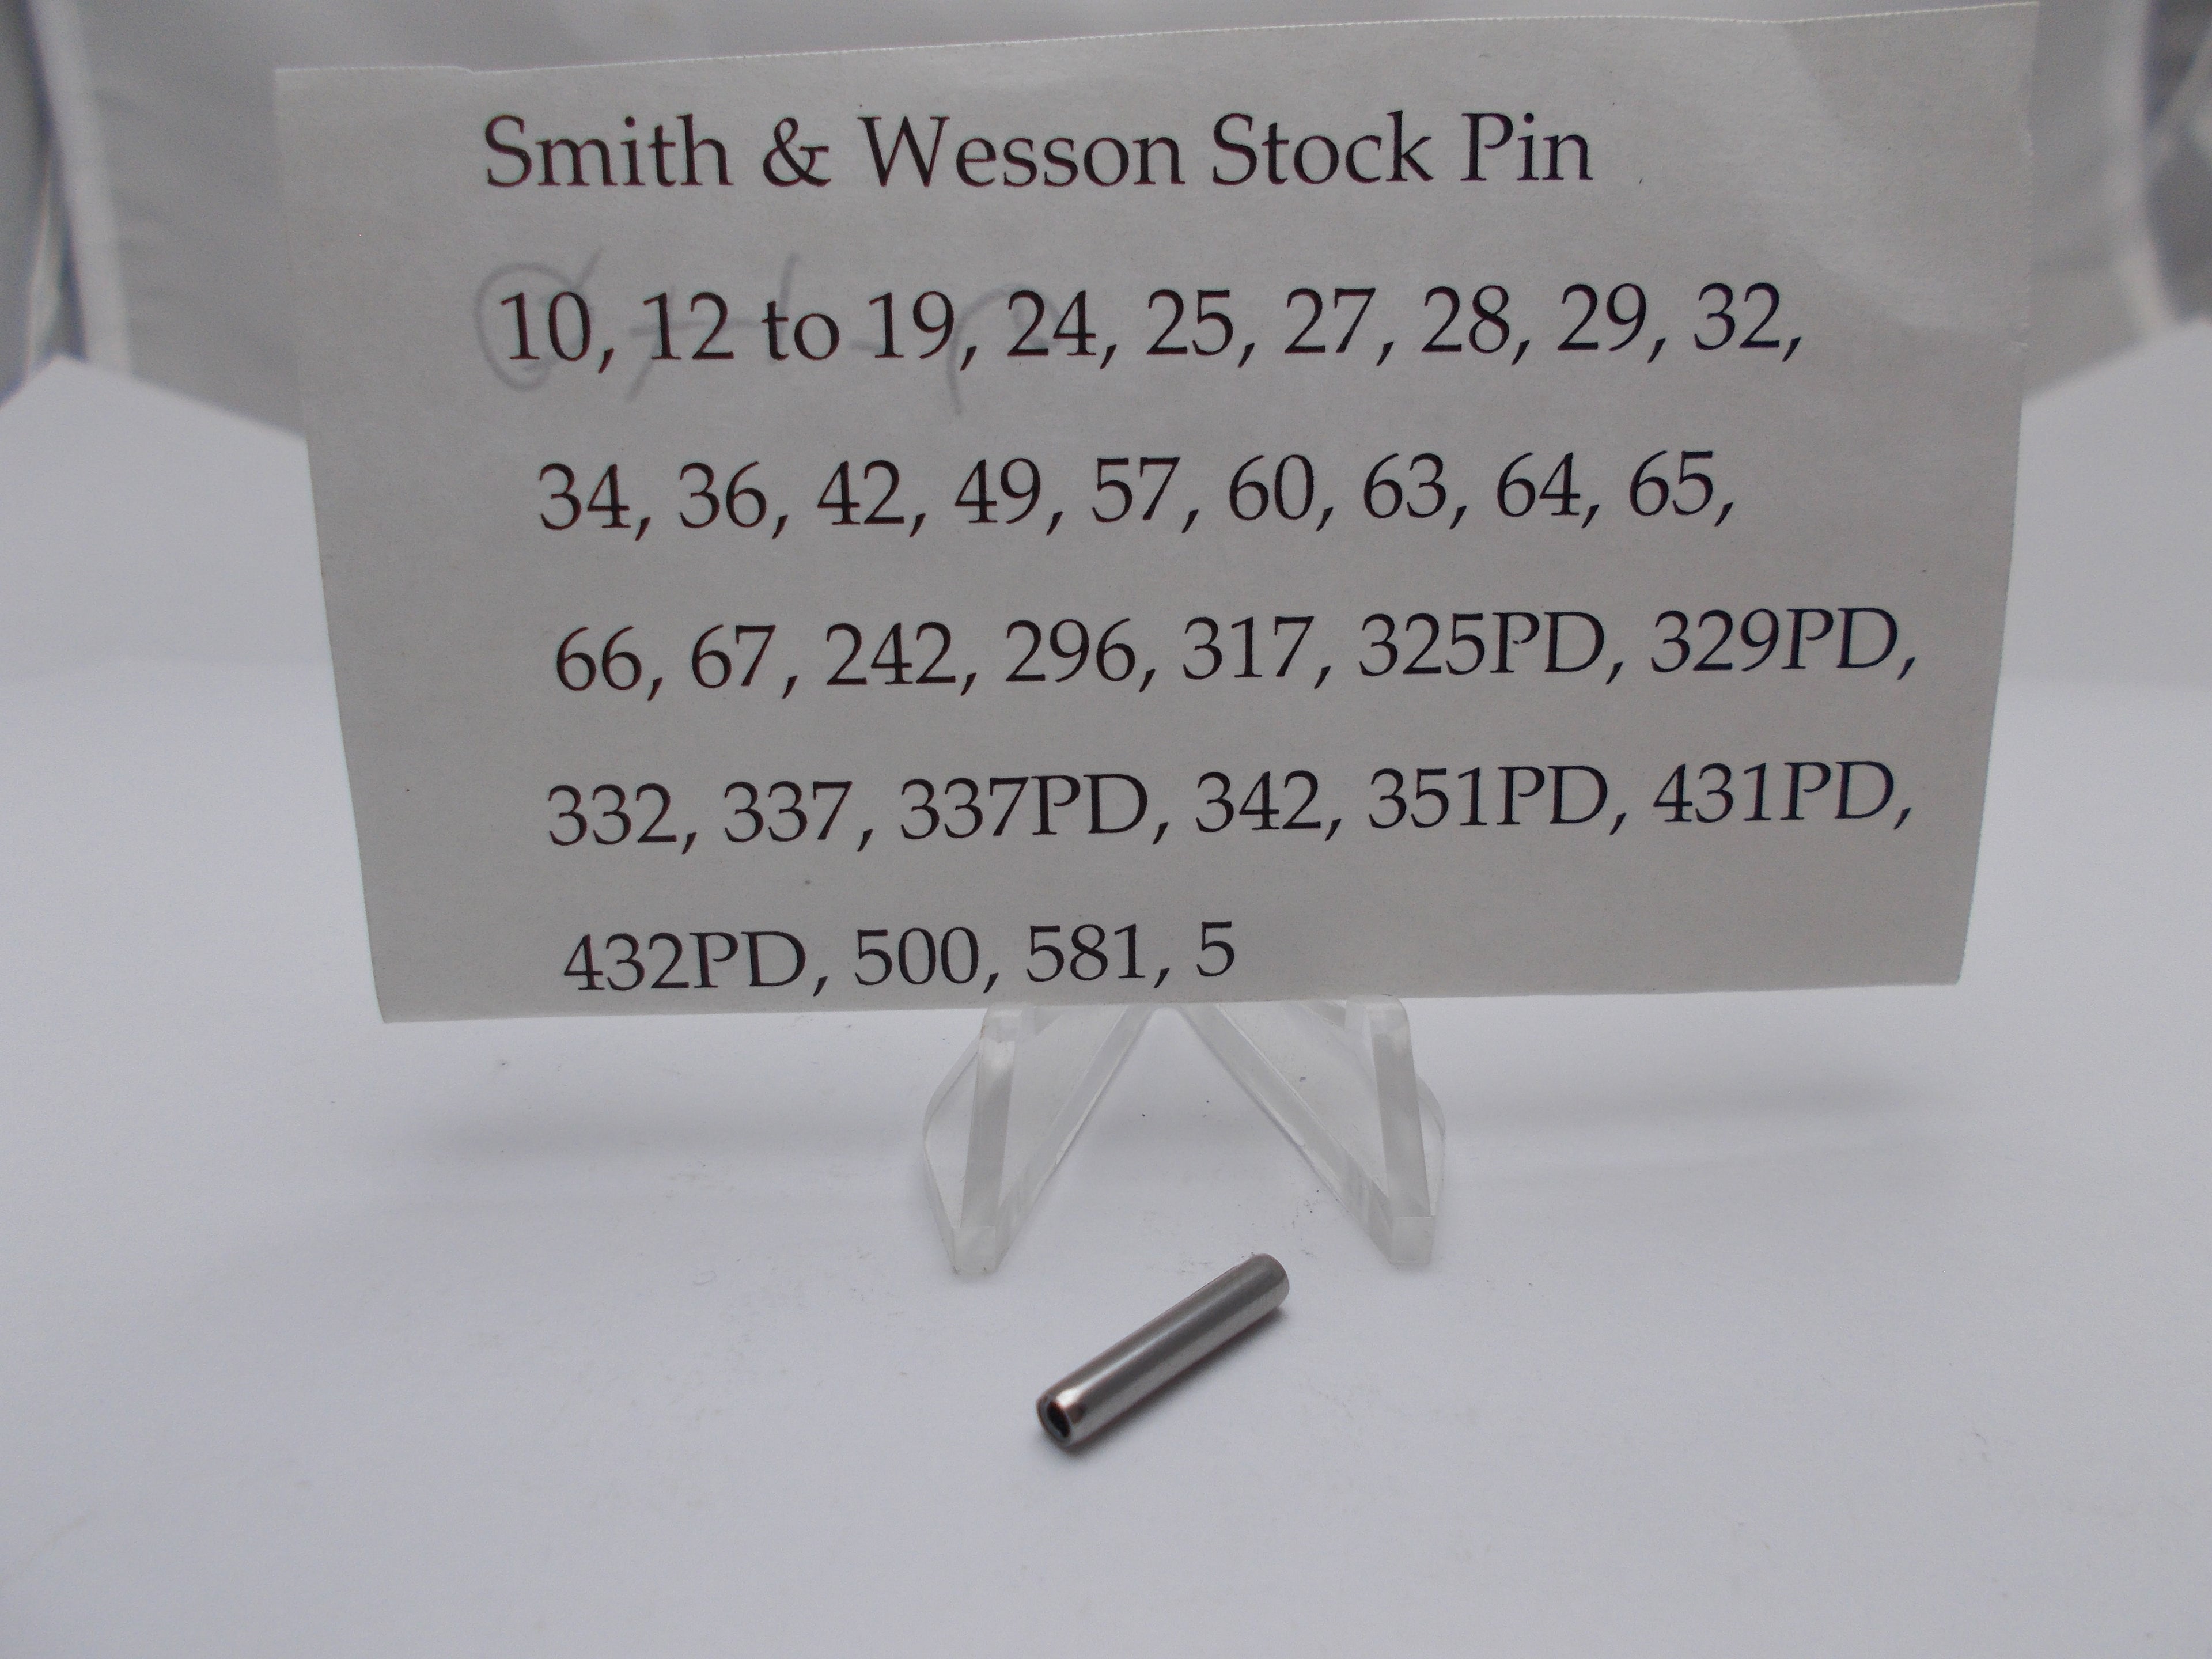 Smith & Wesson Stock Pin
10, 12 to 19, 24, 25, 27, 28, 29, 32,
34, 36, 42, 49, 57, 60, 63, 64, 65,
66, 67, 242, 296, 317, 325PD, 329PD,
332, 337, 337PD, 342, 351PD, 431PD,
432PD, 500, 581, 5